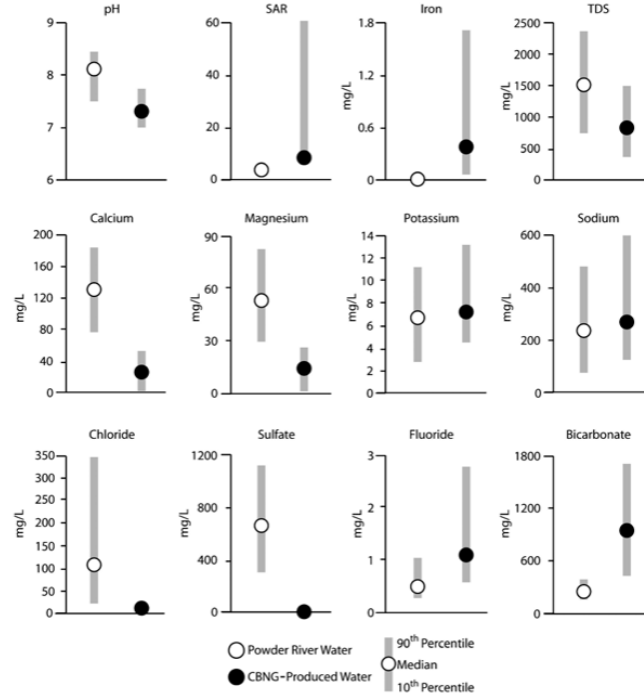 pH
9
8
7
6
SAR
60
40
20
0
Iron
mg/L
1.8
1.2
0.6
0
TDS
mg/L
2500
2000
1500
1000
500
0
Calcium
mg/L
200
160
120
80
40
0
Magnesium
mg/L
90
60
30
0
Potassium
mg/L
14
12
10
8
6
4
2
0
Sodium
mg/L
600
400
200
0
Chloride
mg/L
350
300
250
200
150
100
50
0
Sulfate
mg/L
1200
800
400
0
Fluoride
mg/L
3
2
1
0
Bicarbonate
mg/L
1800
1200
600
0
Powder River Water
CBNG-Produced Water
90th Percentile
Median
10th Percentile